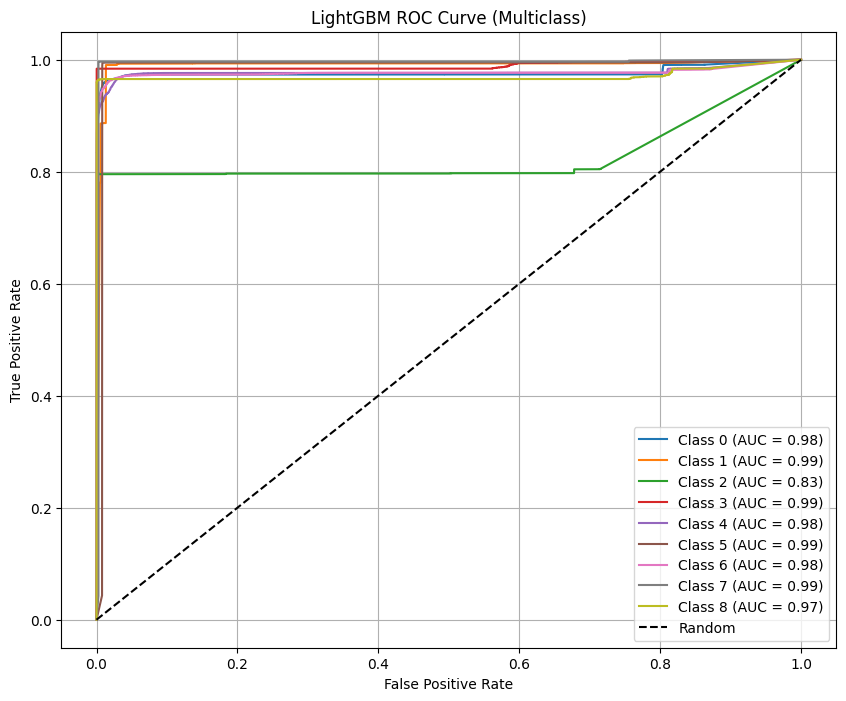 LightGBM ROC Curve (Multiclass)
True Positive Rate
1.0
0.8
0.6
0.4
0.2
0.0
0.0 0.2 0.4 0.6 0.8 1.0
False Positive Rate
Class 0 (AUC = 0.98)
Class 1 (AUC = 0.99)
Class 2 (AUC = 0.83)
Class 3 (AUC = 0.99)
Class 4 (AUC = 0.98)
Class 5 (AUC = 0.99)
Class 6 (AUC = 0.98)
Class 7 (AUC = 0.99)
Class 8 (AUC = 0.97)
Random